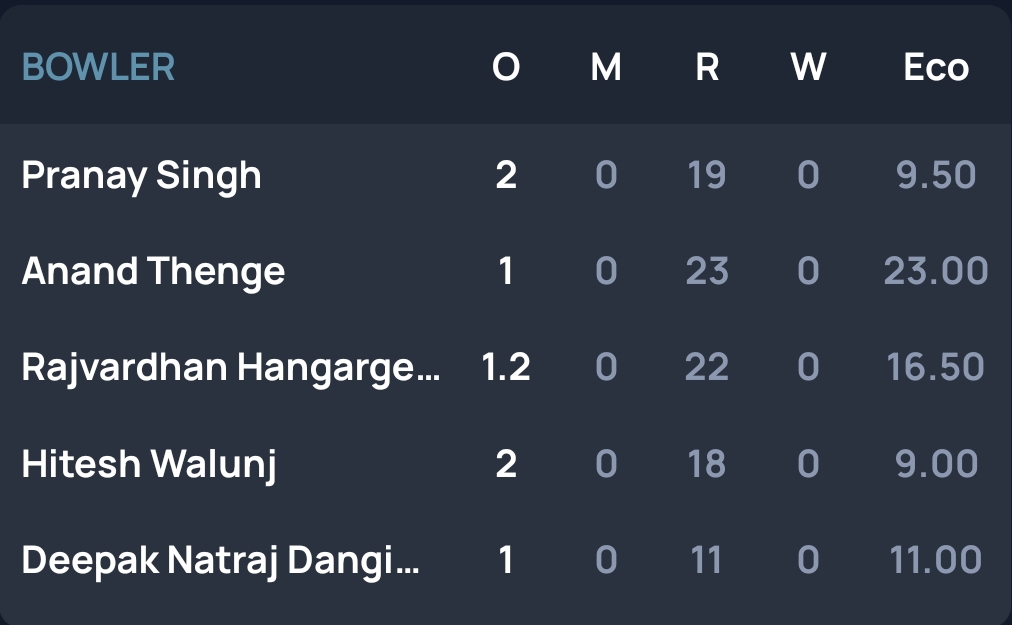 BOWLER O M R W Eco
Pranay Singh 2 0 19 0 9.50
Anand Thenge 1 0 23 0 23.00
Rajvardhan Hangarge... 1.2 0 22 0 16.50
Hitesh Walunj 2 0 18 0 9.00
Deepak Natraj Dangi... 1 0 11 0 11.00